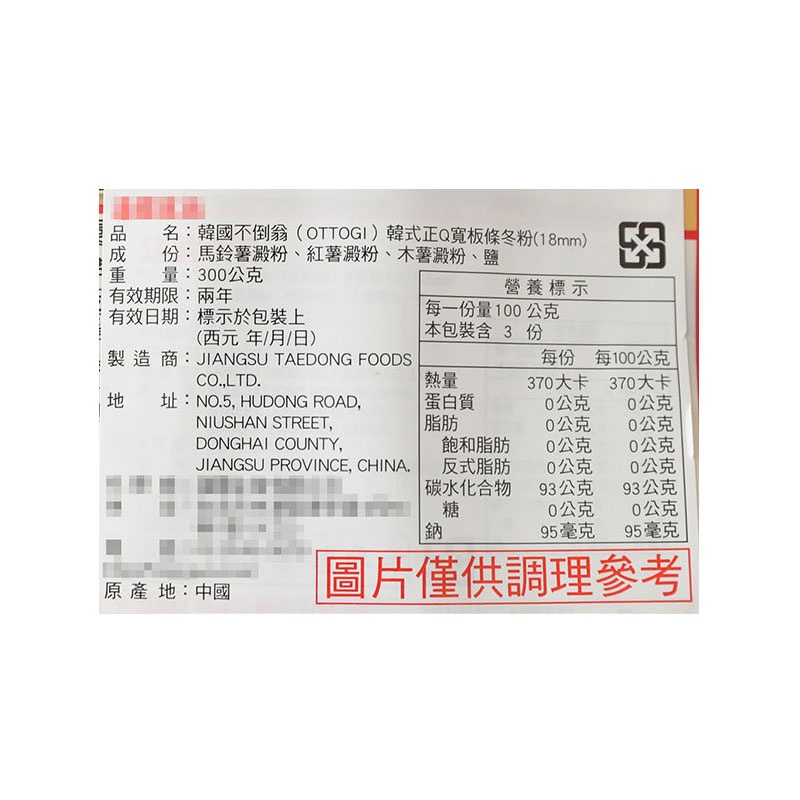 品 名：韓國不倒翁（OTTOGI）韓式正Q寬板條冬粉(18mm)
成 份：馬鈴薯澱粉、紅薯澱粉、木薯澱粉、鹽
重 量：300公克
有效期限：兩年
有效日期：標示於包裝上
(西元 年/月/日)
製 造 商：JIANGSU TAEDONG FOODS
CO.,LTD.
地 址：NO.5, HUDONG ROAD,
NIUSHAN STREET,
DONGHAI COUNTY,
JIANGSU PROVINCE, CHINA.
原 產 地：中國
營養標示
每一份量100 公克
本包裝含 3 份
每份 每100公克
熱量 370大卡 370大卡
蛋白質 0公克 0公克
脂肪 0公克 0公克
飽和脂肪 0公克 0公克
反式脂肪 0公克 0公克
碳水化合物 93公克 93公克
糖 0公克 0公克
鈉 95毫克 95毫克
圖片僅供調理參考